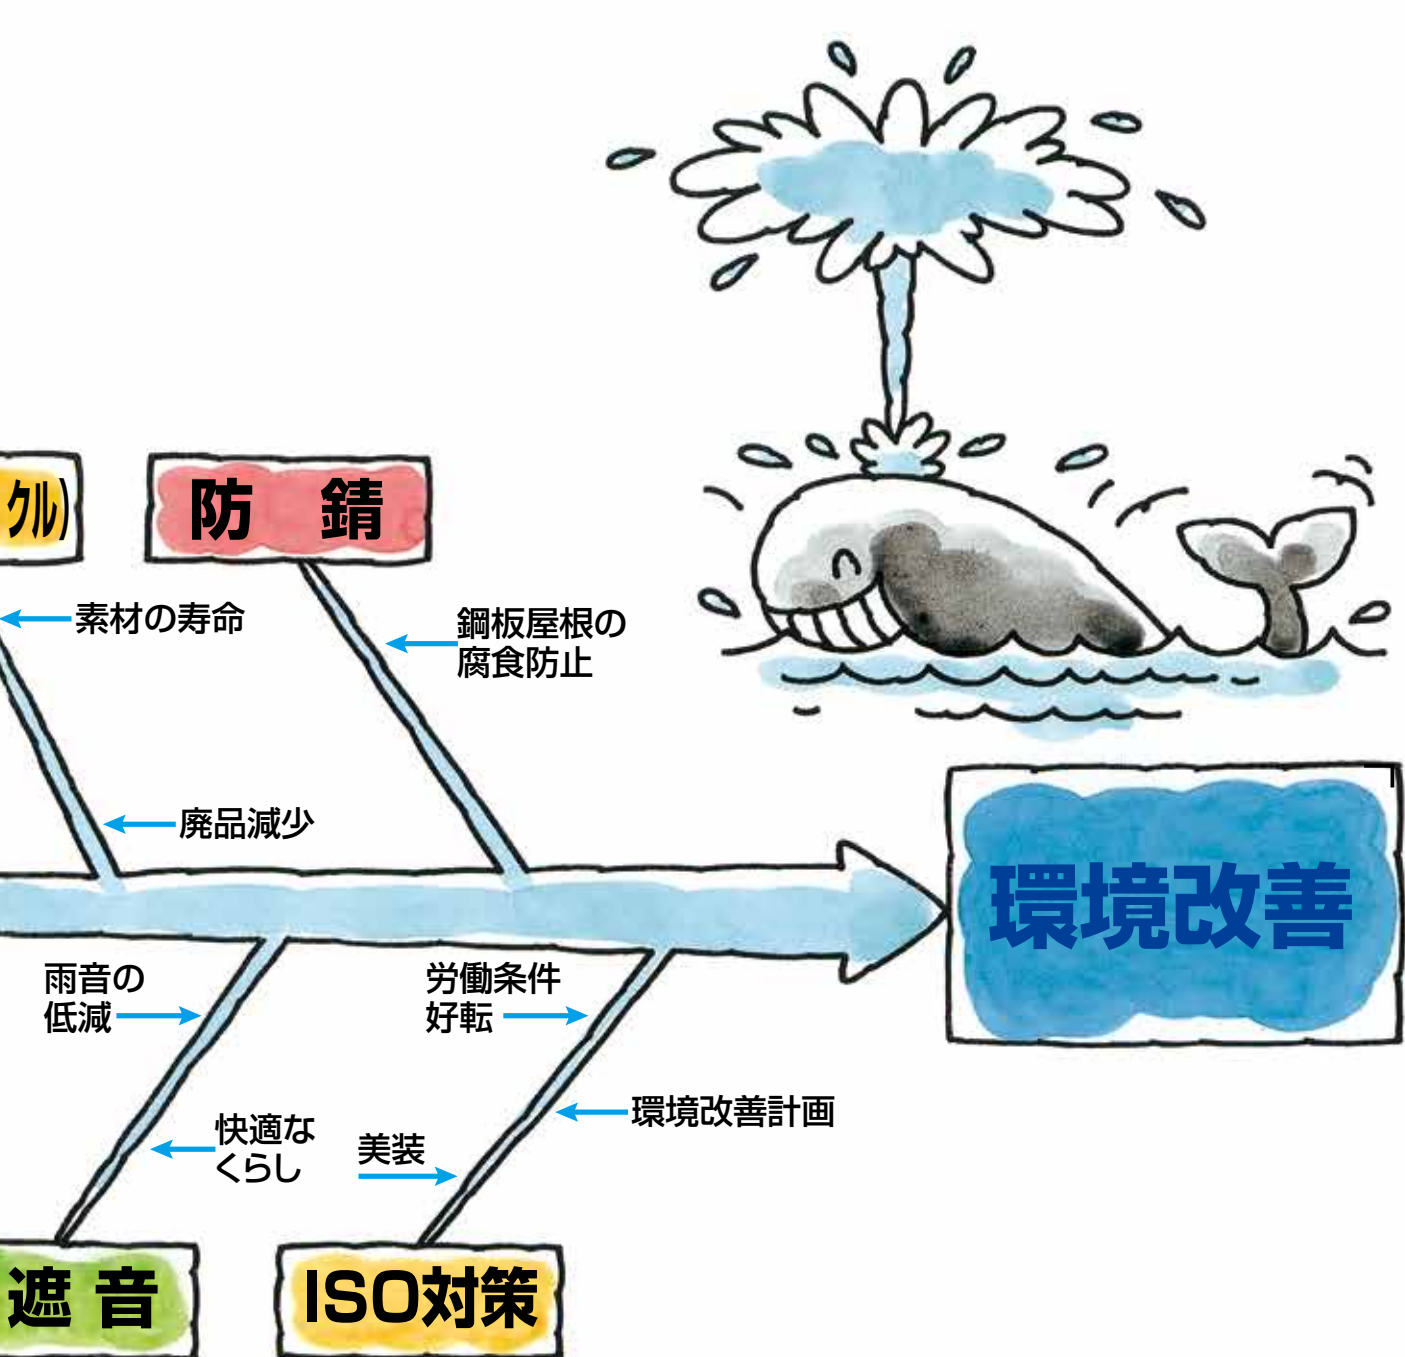 クル)
防　錆
素材の寿命
鋼板屋根の
腐食防止
廃品減少
環境改善
雨音の
低減
労働条件
好転
快適な
くらし
美装
環境改善計画
遮 音
ISO対策